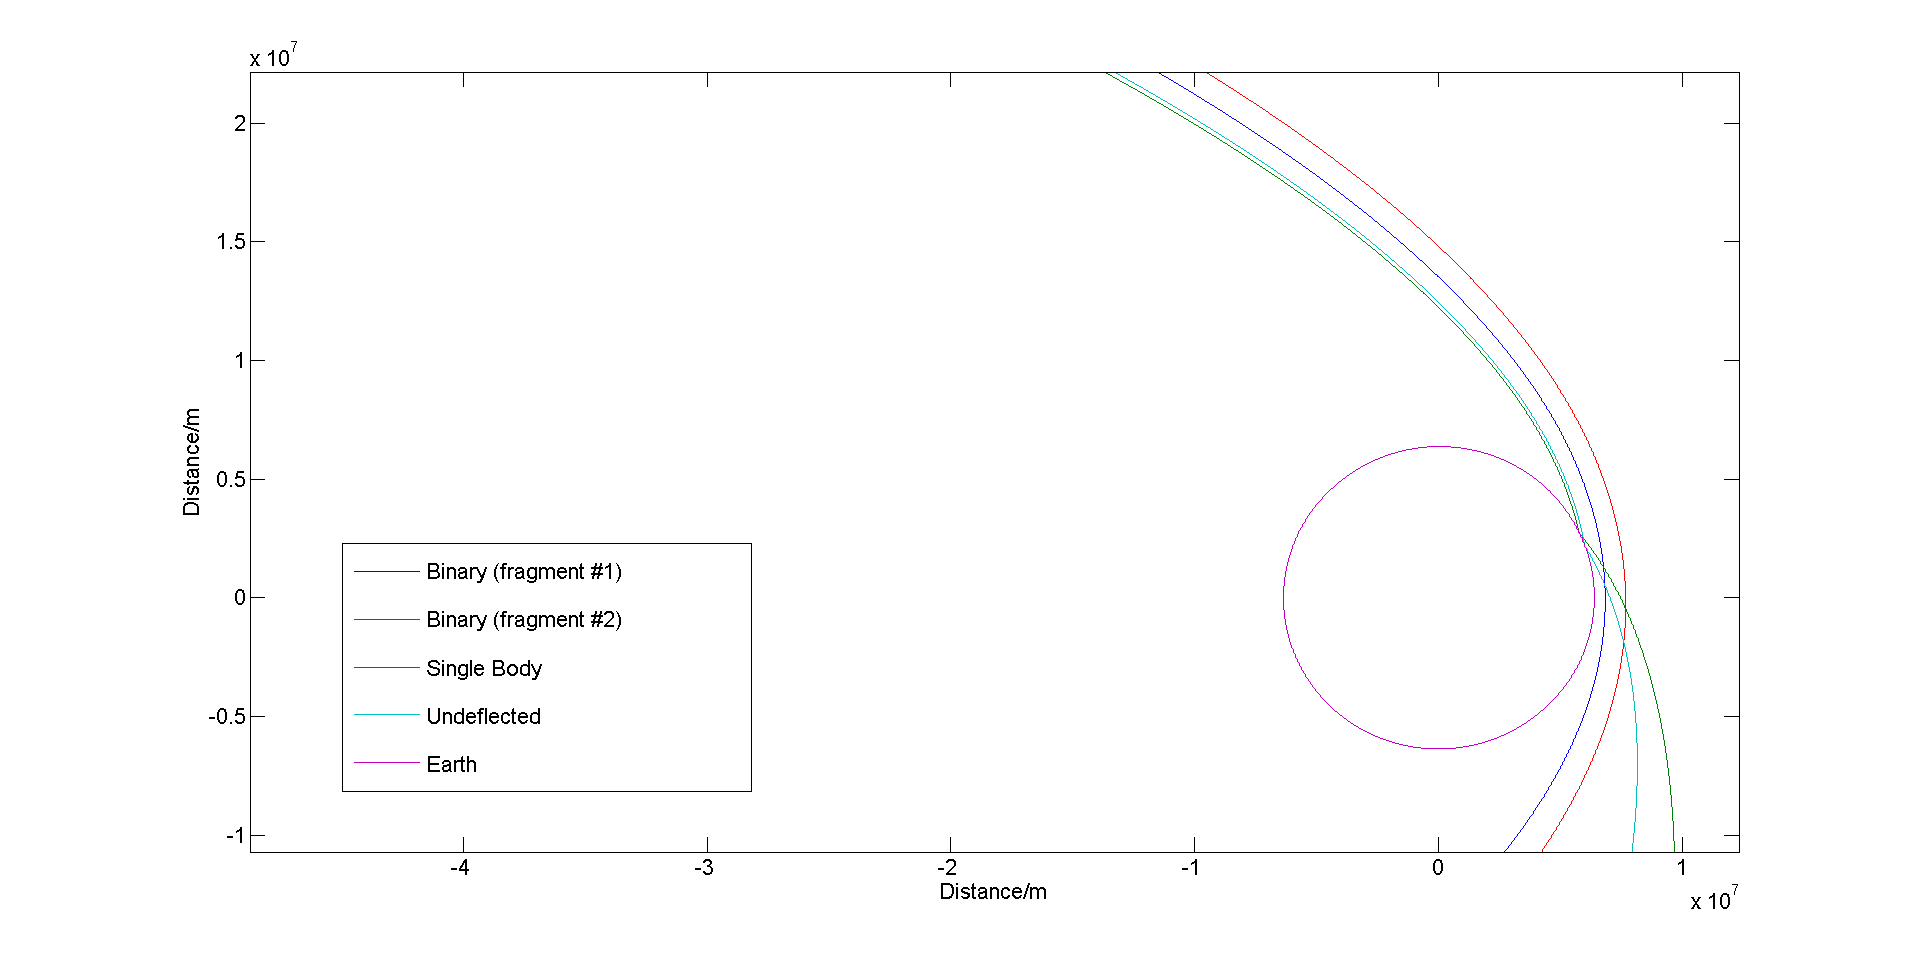 x 10^7
2
1.5
1
0.5
0
-0.5
-1
Distance/m
Binary (fragment #1)
Binary (fragment #2)
Single Body
Undeflected
Earth
-4 -3 -2 -1 0 1
Distance/m
x 10^7